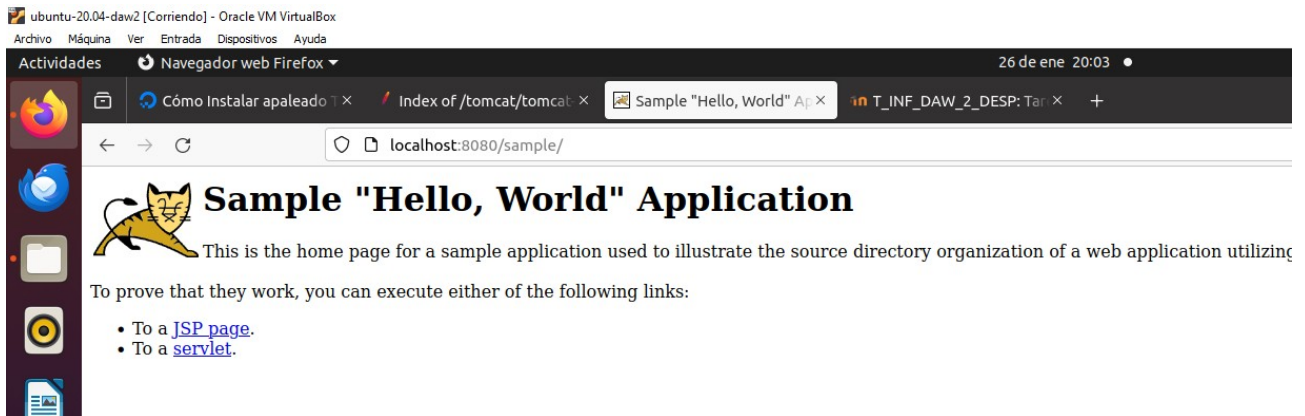 ubuntu-20.04-daw2 [Corriendo] - Oracle VM VirtualBox
Archivo Máquina Ver Entrada Dispositivos Ayuda
Actividades Navegador web Firefox 26 de ene 20:03
Cómo Instalar apaleado T Index of /tomcat/tomcat- Sample "Hello, World" Ap T_INF_DAW_2_DESP: Tar
localhost:8080/sample/
Sample "Hello, World" Application
This is the home page for a sample application used to illustrate the source directory organization of a web application utilizing
To prove that they work, you can execute either of the following links:
• To a JSP page.
• To a servlet.